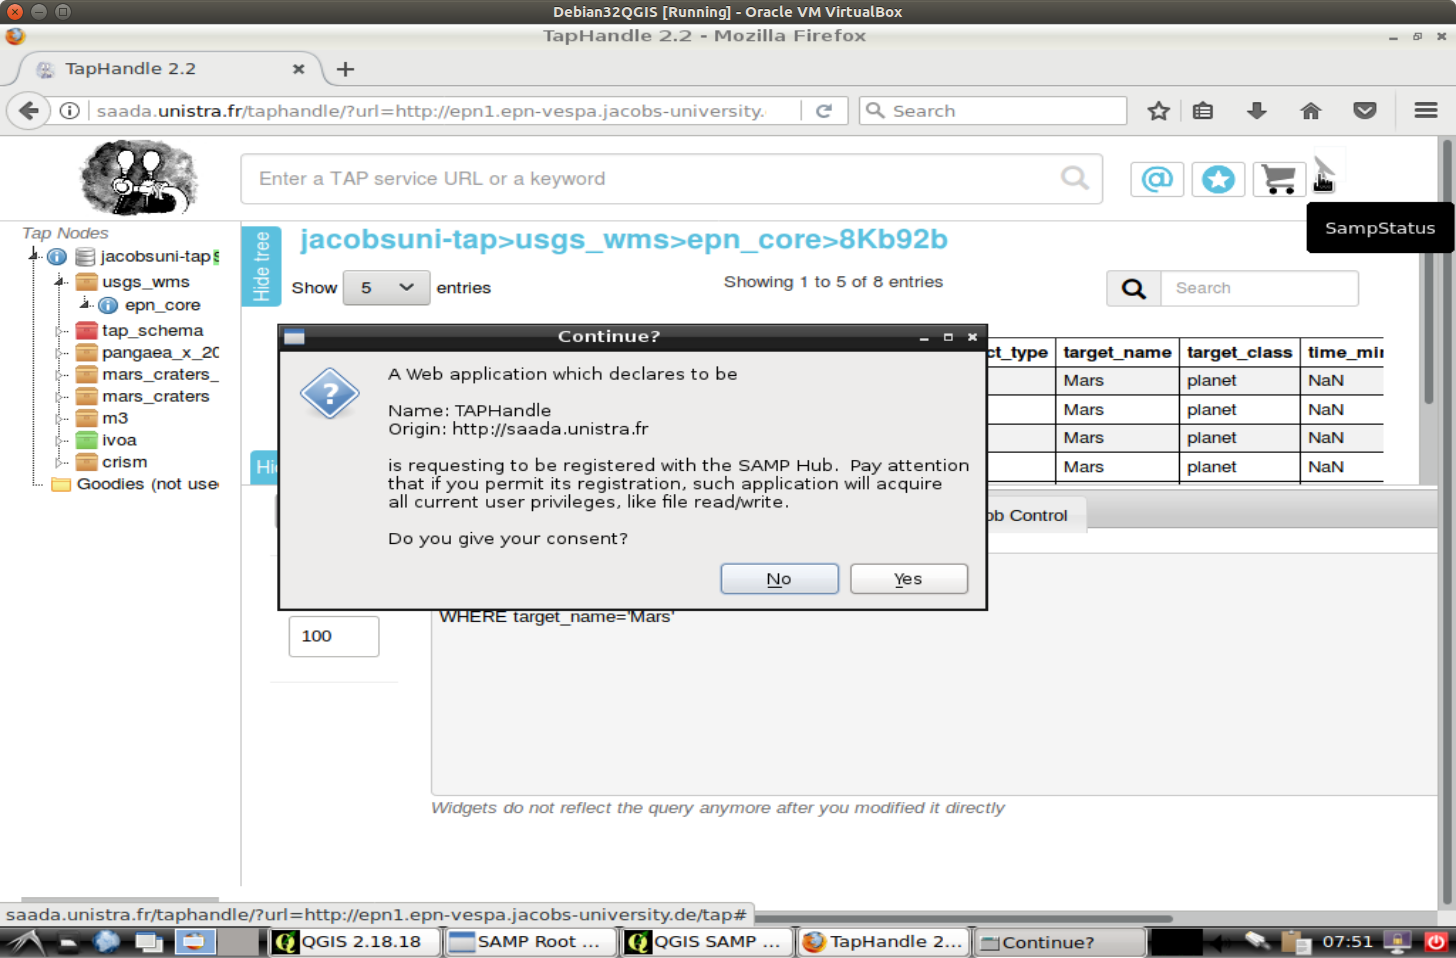 Debian32QGIS [Running] - Oracle VM VirtualBox
TapHandle 2.2 - Mozilla Firefox
TapHandle 2.2
saada.unistra.fr/taphandle/?url=http://epn1.epn-vespa.jacobs-university.
Search
Enter a TAP service URL or a keyword
SampStatus
Tap Nodes
jacobsuni-tap
usgs_wms
epn_core
tap_schema
pangaea_x_20
mars_craters_
mars_craters
m3
ivoa
crism
Goodies (not use
Hide tree
jacobsuni-tap>usgs_wms>epn_core>8Kb92b
Show 5 entries
Showing 1 to 5 of 8 entries
Search
ct_type target_name target_class time_mi
Mars planet NaN
Mars planet NaN
Mars planet NaN
Mars planet NaN
Hi
Continue?
A Web application which declares to be
Name: TAPHandle
Origin: http://saada.unistra.fr
is requesting to be registered with the SAMP Hub. Pay attention
that if you permit its registration, such application will acquire
all current user privileges, like file read/write.
Do you give your consent?
No Yes
ob Control
WHERE target_name='Mars'
100
Widgets do not reflect the query anymore after you modified it directly
saada.unistra.fr/taphandle/?url=http://epn1.epn-vespa.jacobs-university.de/tap#
QGIS 2.18.18 SAMP Root ... QGIS SAMP ... TapHandle 2... Continue? 07:51